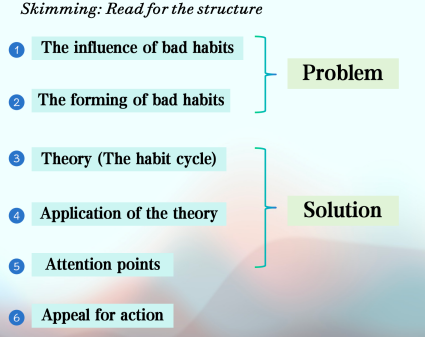 Skimming: Read for the structure
1 The influence of bad habits
2 The forming of bad habits
Problem
3 Theory (The habit cycle)
4 Application of the theory
5 Attention points
Solution
6 Appeal for action